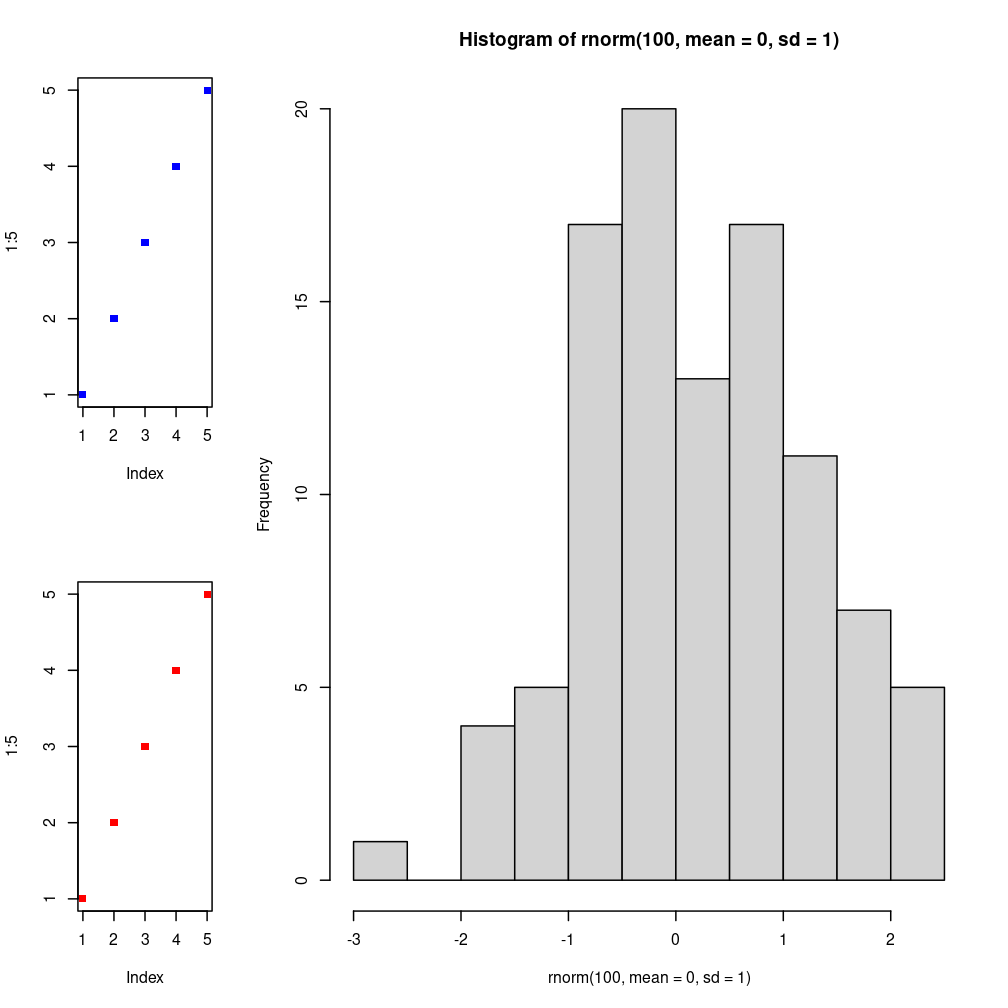 Histogram of rnorm(100, mean = 0, sd = 1)
5
4
3
2
1
1:5
1 2 3 4 5
Index
5
4
3
2
1
1:5
1 2 3 4 5
Index
20
15
10
5
0
Frequency
-3 -2 -1 0 1 2
rnorm(100, mean = 0, sd = 1)